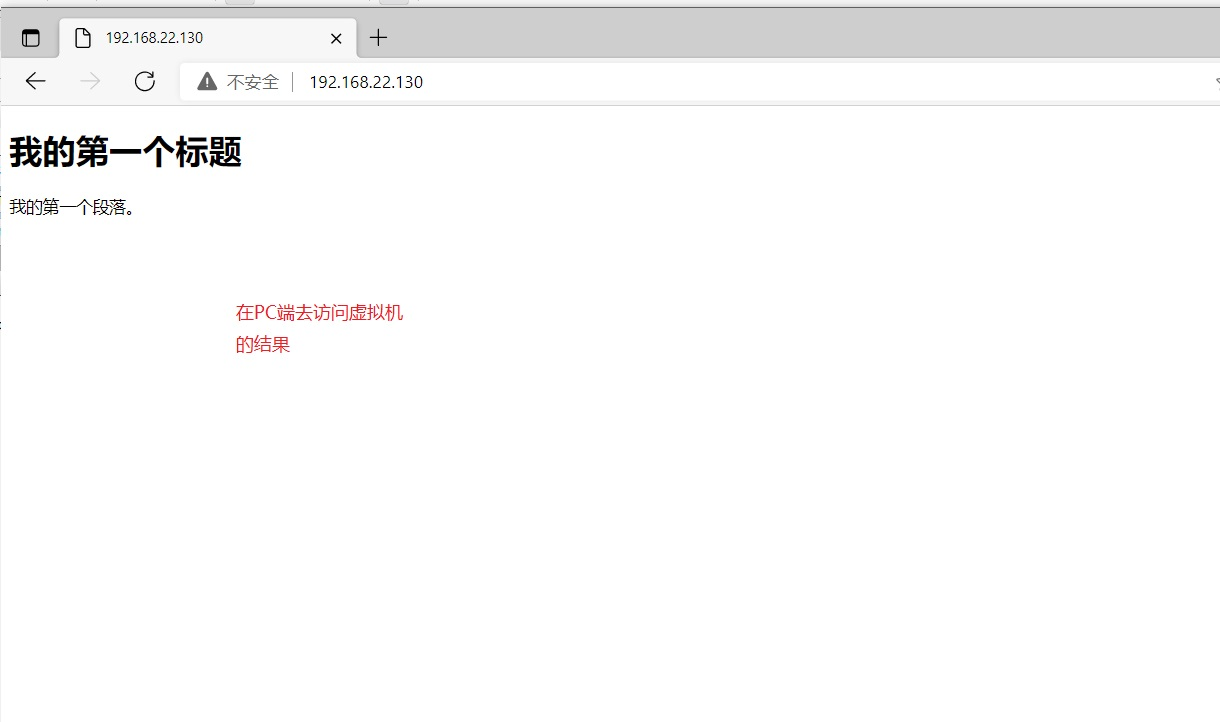 192.168.22.130
不安全 192.168.22.130
我的第一个标题
我的第一个段落。
在PC端去访问虚拟机
的结果